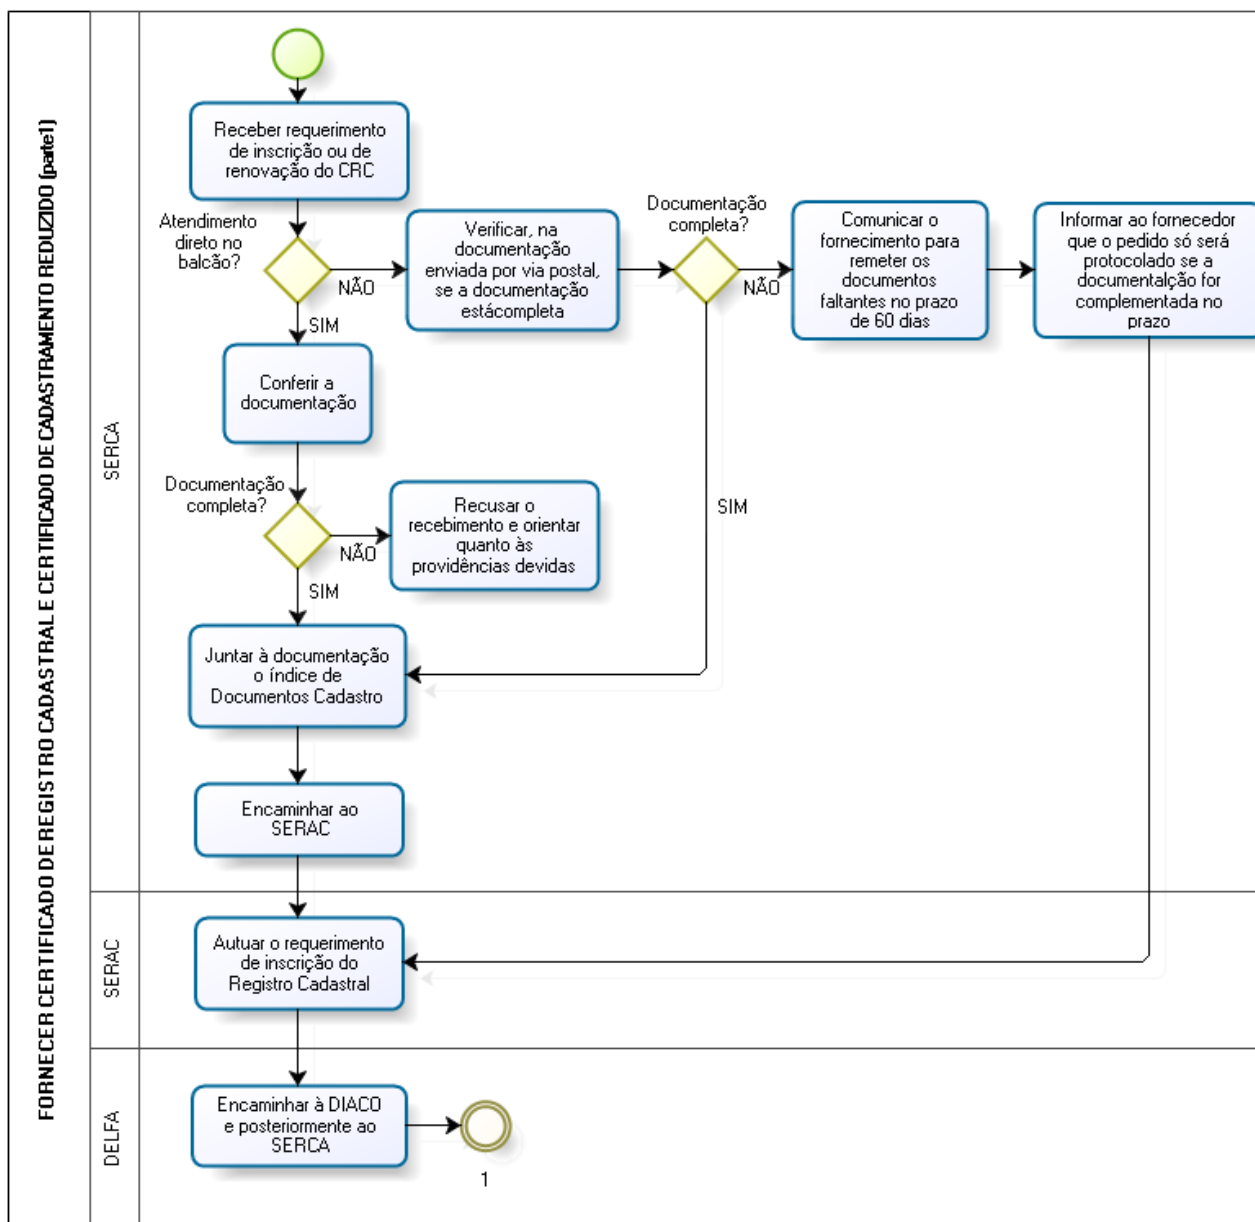 FORNECER CERTIFICADO DE REGISTRO CADASTRAL E CERTIFICADO DE CADASTRAMENTO REDUZIDO (parte1)
SERCA
Receber requerimento
de inscrição ou de
renovação do CRC
Atendimento
direto no
balcão?
NÃO
SIM
Verificar, na
documentação
enviada por via postal,
se a documentação
estácompleta
Documentação
completa?
NÃO
SIM
Comunicar o
fornecimento para
remeter os
documentos
faltantes no prazo
de 60 dias
Informar ao fornecedor
que o pedido só será
protocolado se a
documentalção for
complementada no
prazo
Conferir a
documentação
Documentação
completa?
NÃO
SIM
Recusar o
recebimento e orientar
quanto às
providências devidas
Juntar à documentação
o índice de
Documentos Cadastro
Encaminhar ao
SERAC
SERAC
Autuar o requerimento
de inscrição do
Registro Cadastral
DELFA
Encaminhar à DIACO
e posteriormente ao
SERCA
1